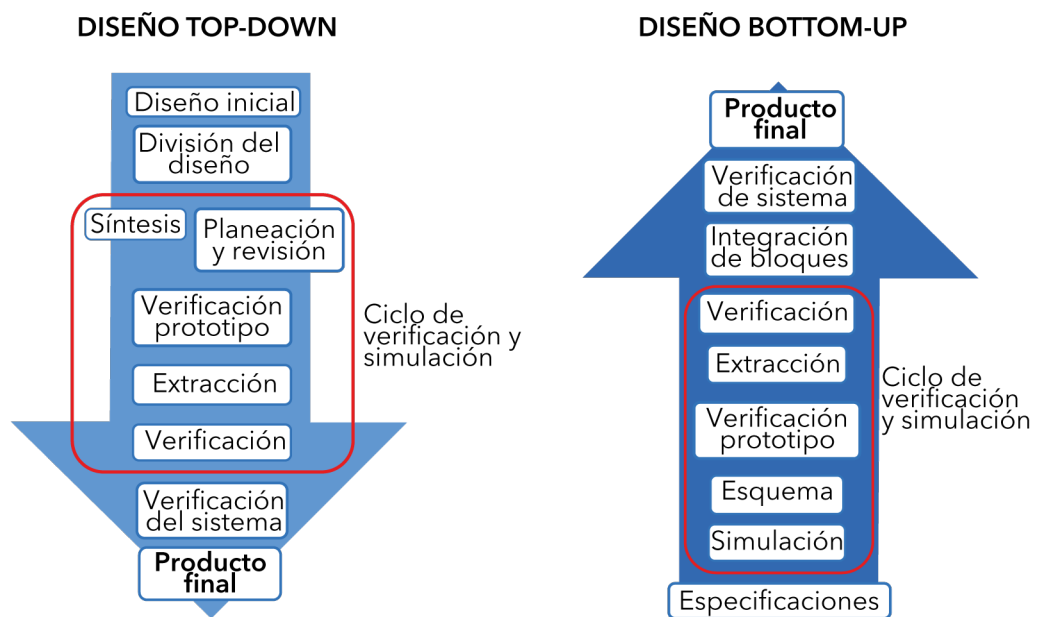 DISEÑO TOP-DOWN
Diseño inicial
División del
diseño
Síntesis
Planeación
y revisión
Verificación
prototipo
Extracción
Verificación
Ciclo de
verificación y
simulación
Verificación
del sistema
Producto
final
DISEÑO BOTTOM-UP
Producto
final
Verificación
de sistema
Integración
de bloques
Verificación
Extracción
Verificación
prototipo
Esquema
Simulación
Ciclo de
verificación
y simulación
Especificaciones